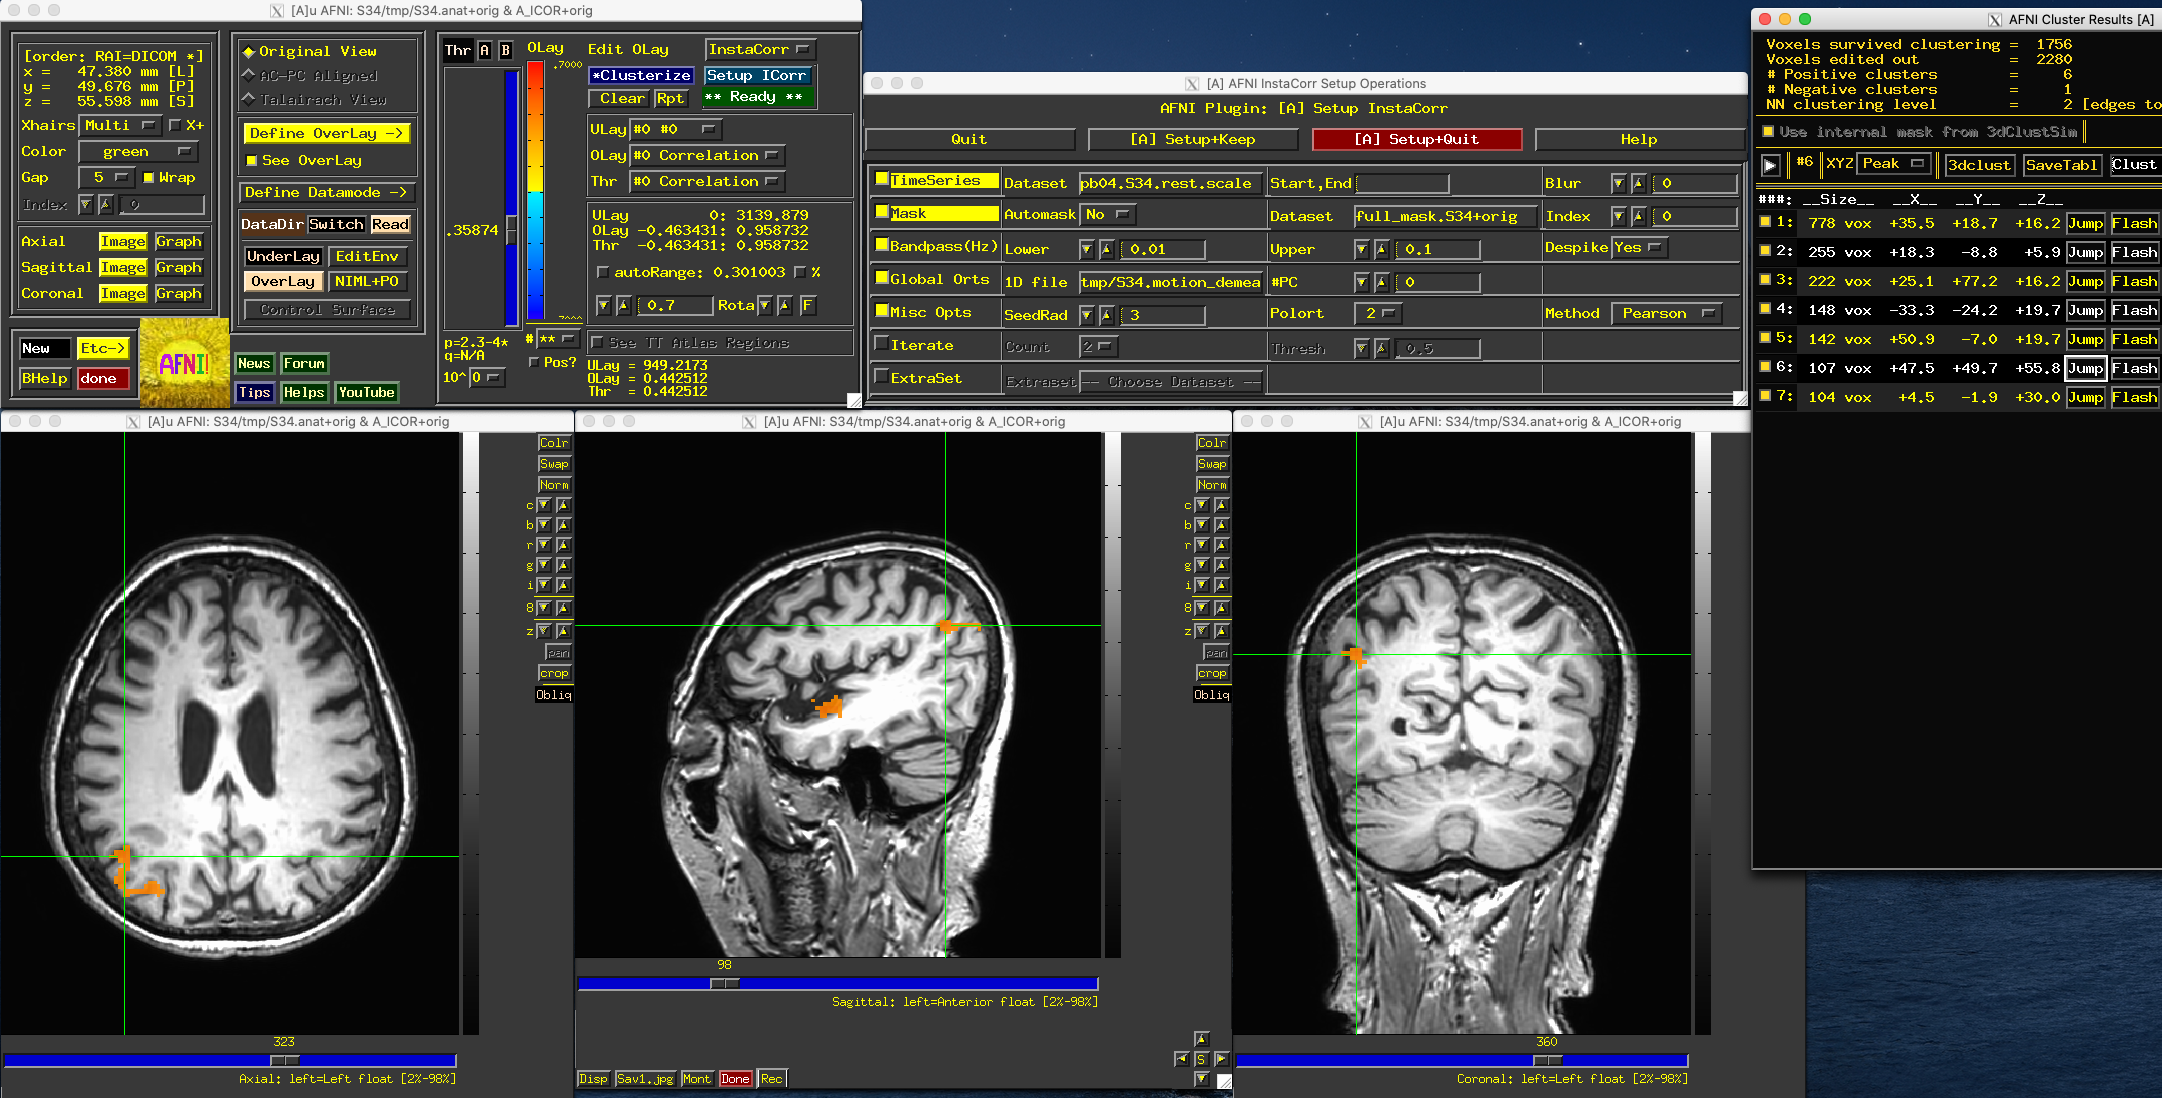 [A]u AFNI: S34/tmp/S34.anat+orig & A_ICOR+orig
[order: RAI=DICOM *]
x = 47.380 mm [L]
y = 49.676 mm [P]
z = 55.598 mm [S]
Xhairs Multi X+
Color green
Gap 5 Wrap
Index 0
Axial Image Graph
Sagittal Image Graph
Coronal Image Graph
New Etc->
BHelp done
AFNI!
Original View
AC-PC Aligned
Talairach View
Define OverLay ->
See OverLay
Define Datamode ->
DataDir Switch Read
UnderLay EditEnv
OverLay NIML+PO
Control Surface
News Forum
Tips Helps YouTube
Thr A B OLay
.7000
.35874
p=2.3-4*
q=N/A
10^ 0
# **
Pos?
Edit OLay InstaCorr
*Clusterize Setup ICorr
Clear Rpt ** Ready **
ULay #0 #0
OLay #0 Correlation
Thr #0 Correlation
ULay 0: 3139.879
OLay -0.463431: 0.958732
Thr -0.463431: 0.958732
autoRange: 0.301003 %
0.7 Rota F
See TT Atlas Regions
ULay = 949.2173
OLay = 0.442512
Thr = 0.442512
[A] AFNI InstaCorr Setup Operations
AFNI Plugin: [A] Setup InstaCorr
Quit [A] Setup+Keep [A] Setup+Quit Help
TimeSeries Dataset pb04.S34.rest.scale Start,End Blur 0
Mask Automask No Dataset full_mask.S34+orig Index 0
Bandpass(Hz) Lower 0.01 Upper 0.1 Despike Yes
Global Orts 1D file tmp/S34.motion_demea #PC 0
Misc Opts SeedRad 3 Polort 2 Method Pearson
Iterate Count 2 Thresh 0.5
ExtraSet Extraset -- Choose Dataset --
AFNI Cluster Results [A]
Voxels survived clustering = 1756
Voxels edited out = 2280
# Positive clusters = 6
# Negative clusters = 1
NN clustering level = 2 [edges to
Use internal mask from 3dClustSim
#6 XYZ Peak 3dclust SaveTabl Clust
###: __Size__ __X__ __Y__ __Z__
1: 778 vox +35.5 +18.7 +16.2 Jump Flash
2: 255 vox +18.3 -8.8 +5.9 Jump Flash
3: 222 vox +25.1 +77.2 +16.2 Jump Flash
4: 148 vox -33.3 -24.2 +19.7 Jump Flash
5: 142 vox +50.9 -7.0 +19.7 Jump Flash
6: 107 vox +47.5 +49.7 +55.8 Jump Flash
7: 104 vox +4.5 -1.9 +30.0 Jump Flash
[A]u AFNI: S34/tmp/S34.anat+orig & A_ICOR+orig
Colr
Swap
Norm
c
b
r
g
i
8
z
pan
crop
Obliq
323
Axial: left=Left float [2%-98%]
[A]u AFNI: S34/tmp/S34.anat+orig & A_ICOR+orig
Colr
Swap
Norm
c
b
r
g
i
8
z
pan
crop
Obliq
98
Sagittal: left=Anterior float [2%-98%]
S
Disp Sav1.jpg Mont Done Rec
[A]u AFNI: S34/tmp/S34.anat+orig & A_ICOR+orig
360
Coronal: left=Left float [2%-98%]